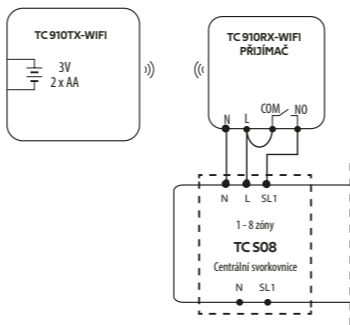 TC 910TX-WIFI
3V
2 x AA
TC 910RX-WIFI
PŘIJÍMAČ
COM NO
N L
N L SL1
1 - 8 zóny
TC S08
Centrální svorkovnice
N SL1